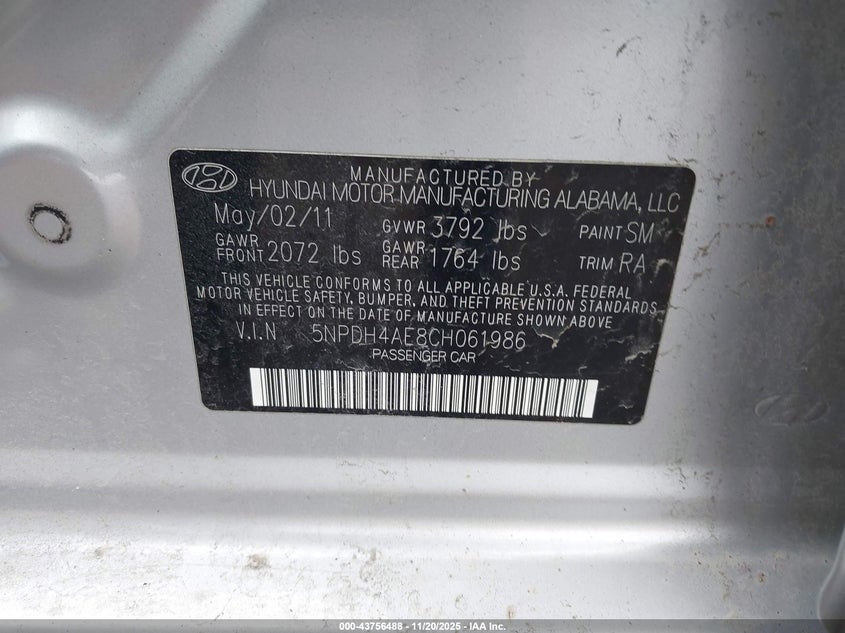 MANUFACTURED BY
HYUNDAI MOTOR MANUFACTURING ALABAMA, LLC
May/02/11 GVWR 3792 lbs PAINT SM
GAWR FRONT 2072 lbs GAWR REAR 1764 lbs TRIM RA
THIS VEHICLE CONFORMS TO ALL APPLICABLE U.S.A. FEDERAL
MOTOR VEHICLE SAFETY, BUMPER, AND THEFT PREVENTION STANDARDS
IN EFFECT ON THE DATE OF MANUFACTURE SHOWN ABOVE
V.I.N 5NPDH4AE8CH061986
PASSENGER CAR
000-43756488 — 11/20/2025 — IAA Inc.